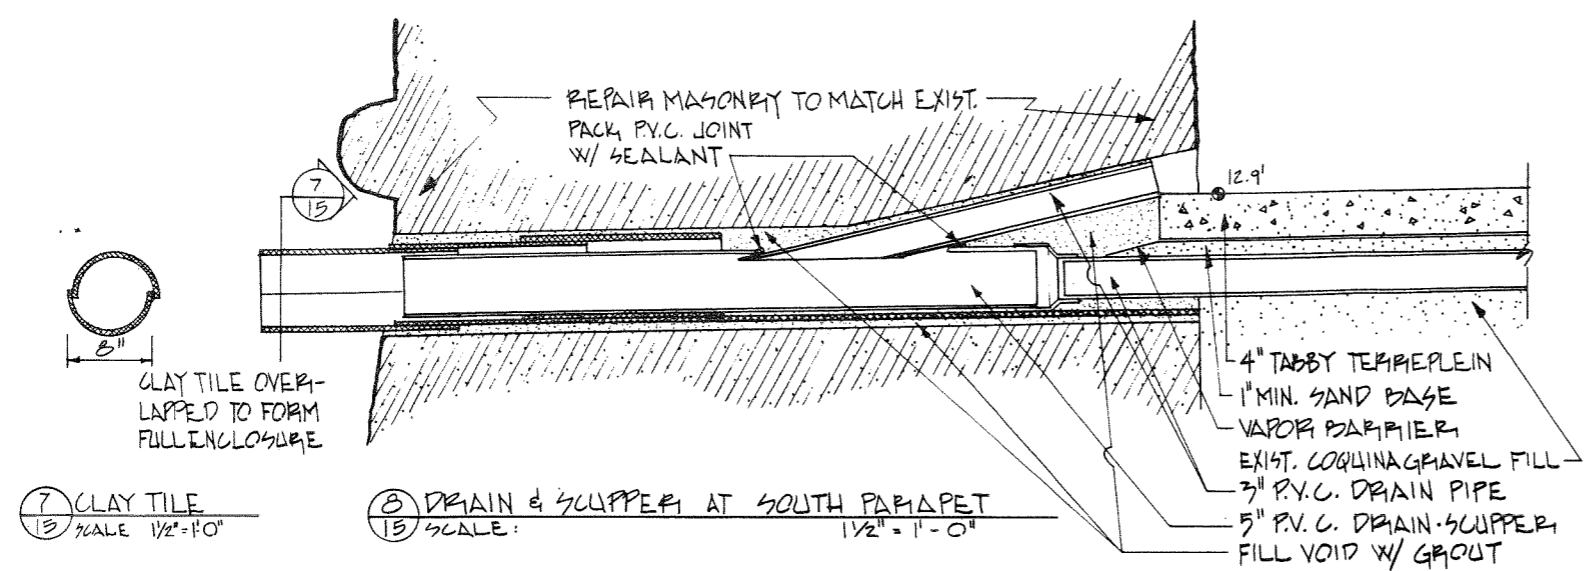 REPAIR MASONRY TO MATCH EXIST.
PACK P.V.C. JOINT
W/ SEALANT
7
15
12.9'
8"
CLAY TILE OVER-
LAPPED TO FORM
FULL ENCLOSURE
4" TABBY TERREPLEIN
1" MIN. SAND BASE
VAPOR BARRIER
EXIST. COQUINA GRAVEL FILL
3" P.V.C. DRAIN PIPE
5" P.V.C. DRAIN-SCUPPER
FILL VOID W/ GROUT
7 CLAY TILE
15 SCALE 1½"=1'0"
8 DRAIN & SCUPPER AT SOUTH PARAPET
15 SCALE: 1½" = 1'-0"